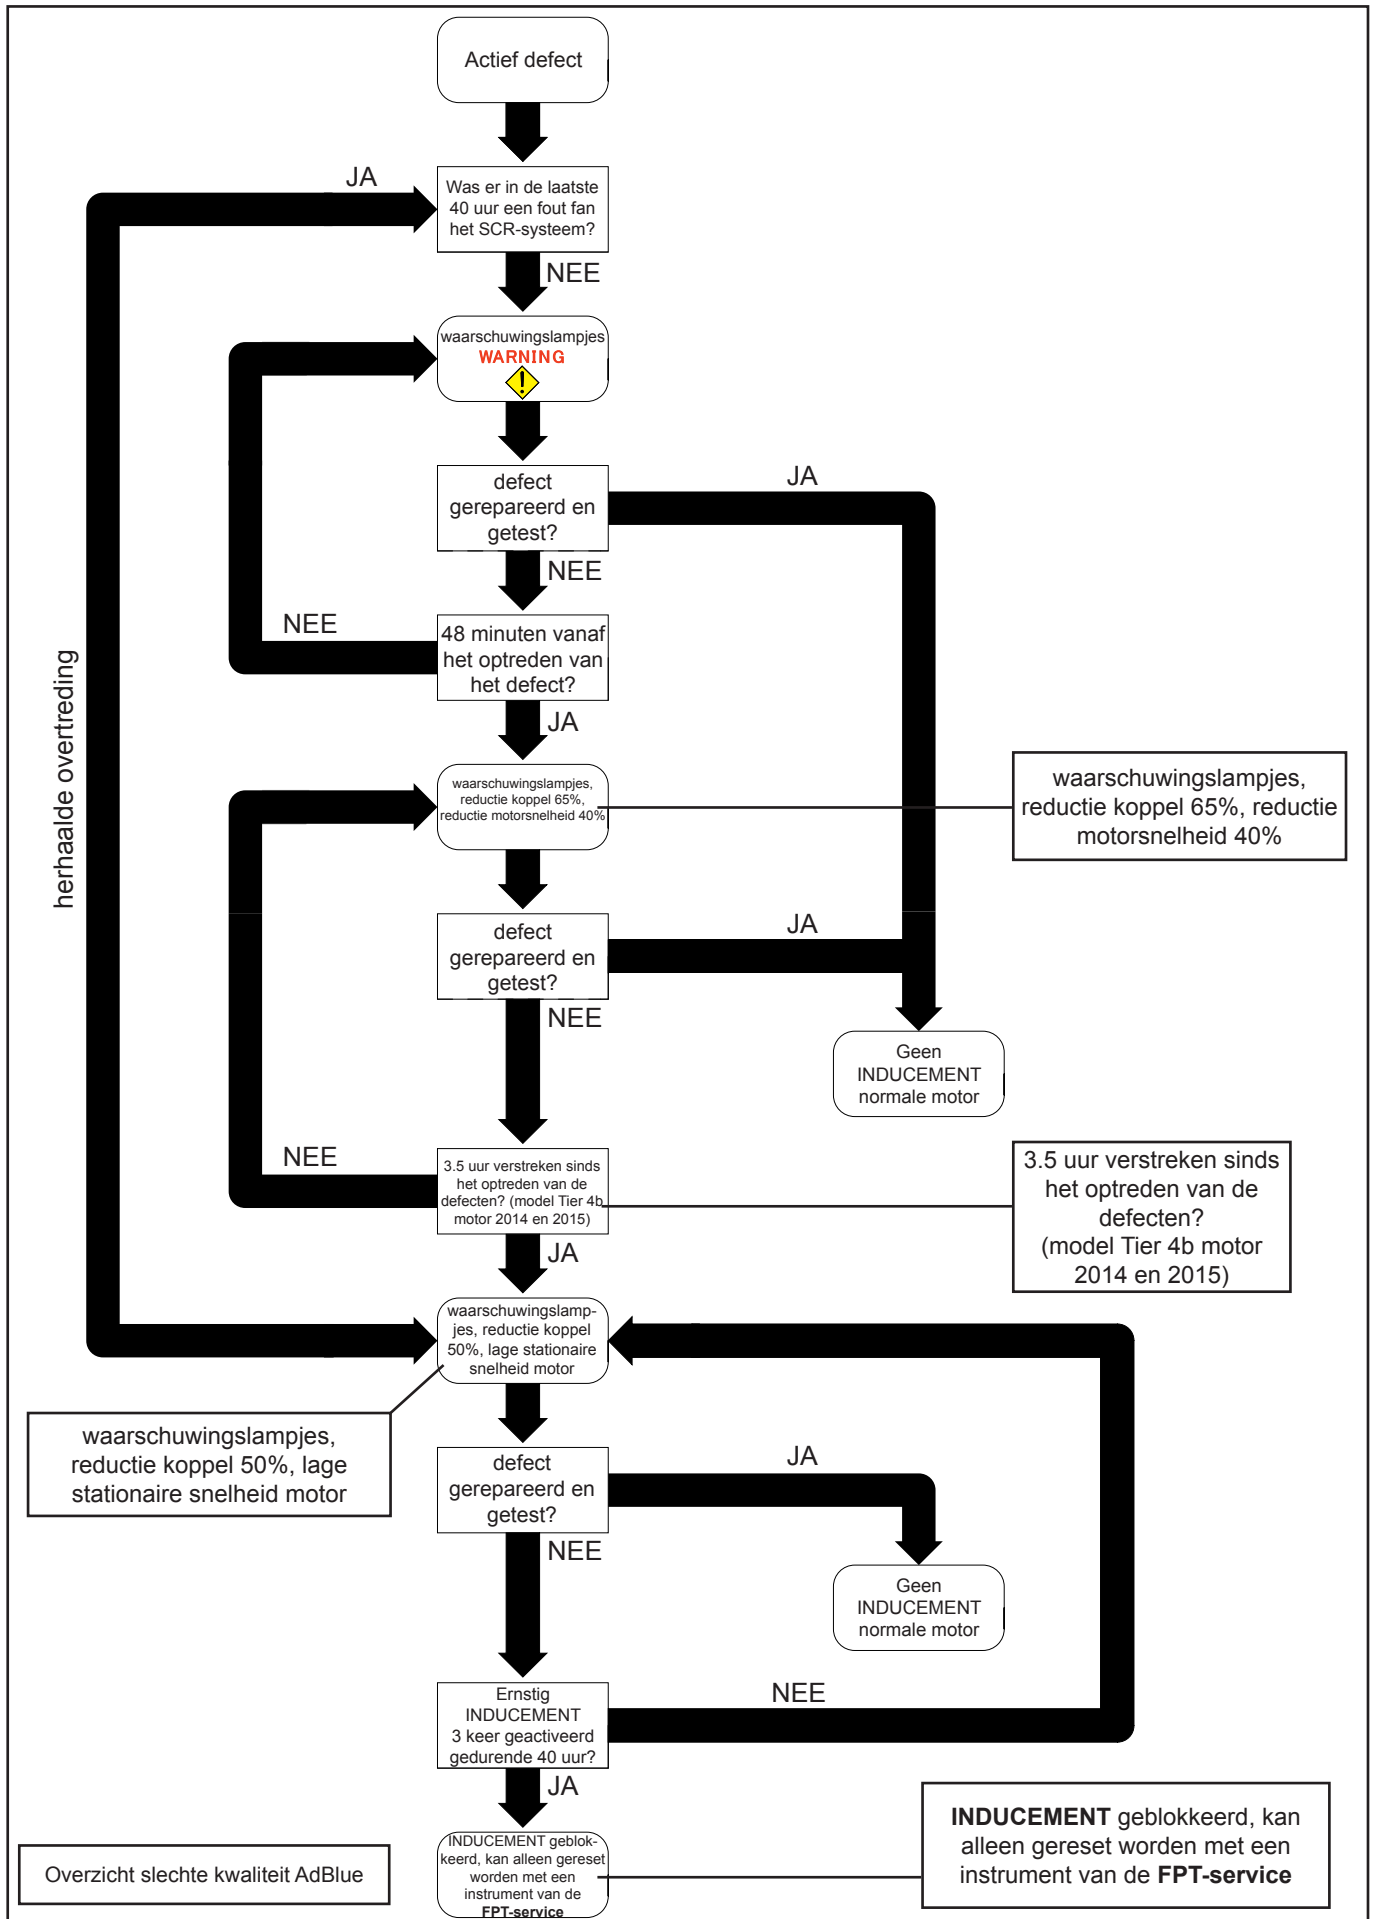 Actief defect
JA
Was er in de laatste
40 uur een fout fan
het SCR-systeem?
NEE
waarschuwingslampjes
WARNING
!
defect
gerepareerd en
getest?
JA
NEE
NEE
48 minuten vanaf
het optreden van
het defect?
JA
herhaalde overtreding
waarschuwingslampjes,
reductie koppel 65%,
reductie motorsnelheid 40%
waarschuwingslampjes,
reductie koppel 65%, reductie
motorsnelheid 40%
defect
gerepareerd en
getest?
JA
NEE
Geen
INDUCEMENT
normale motor
NEE
3.5 uur verstreken sinds
het optreden van de
defecten? (model Tier 4b
motor 2014 en 2015)
3.5 uur verstreken sinds
het optreden van de
defecten?
(model Tier 4b motor
2014 en 2015)
JA
waarschuwingslamp-
jes, reductie koppel
50%, lage stationaire
snelheid motor
waarschuwingslampjes,
reductie koppel 50%, lage
stationaire snelheid motor
defect
gerepareerd en
getest?
JA
NEE
Geen
INDUCEMENT
normale motor
Ernstig
INDUCEMENT
3 keer geactiveerd
gedurende 40 uur?
NEE
JA
INDUCEMENT geblok-
keerd, kan alleen gereset
worden met een
instrument van de
FPT-service
INDUCEMENT geblokkeerd, kan
alleen gereset worden met een
instrument van de FPT-service
Overzicht slechte kwaliteit AdBlue